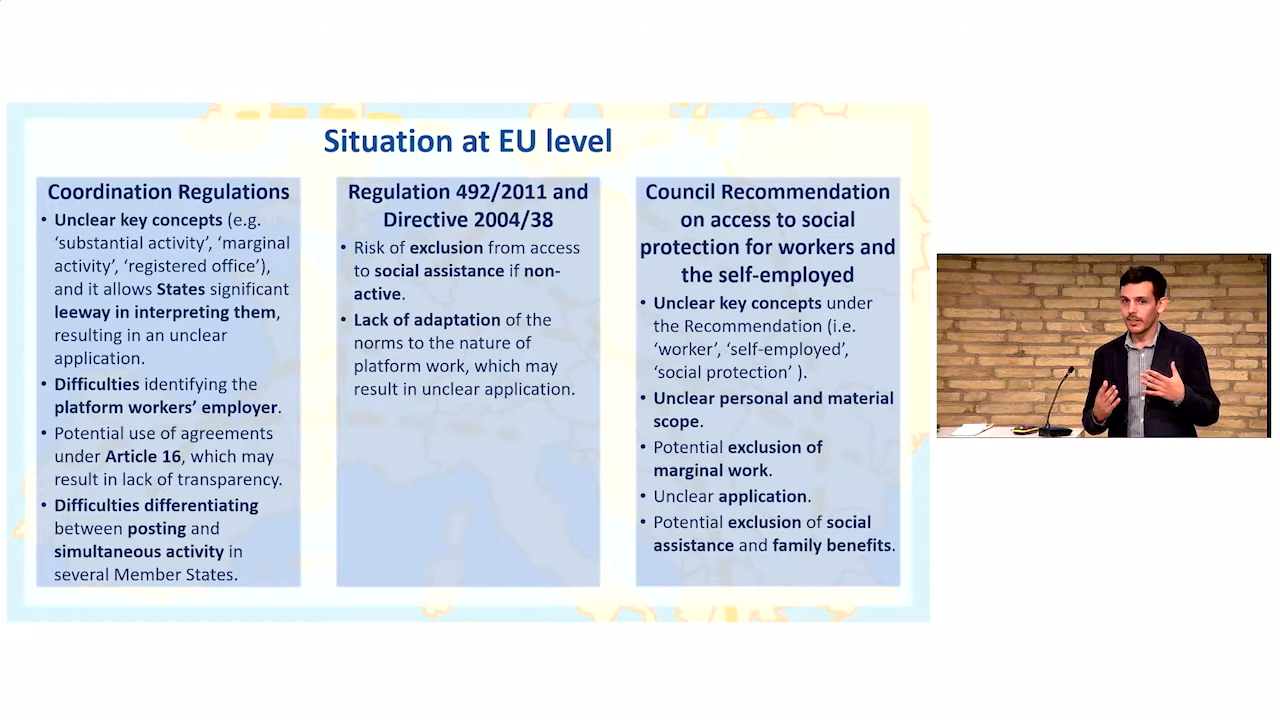 Situation at EU level
Coordination Regulations
• Unclear key concepts (e.g.
‘substantial activity’, ‘marginal
activity’, ‘registered office’),
and it allows States significant
leeway in interpreting them,
resulting in an unclear
application.
• Difficulties identifying the
platform workers’ employer.
• Potential use of agreements
under Article 16, which may
result in lack of transparency.
• Difficulties differentiating
between posting and
simultaneous activity in
several Member States.
Regulation 492/2011 and
Directive 2004/38
• Risk of exclusion from access
to social assistance if non-
active.
• Lack of adaptation of the
norms to the nature of
platform work, which may
result in unclear application.
Council Recommendation
on access to social
protection for workers and
the self-employed
• Unclear key concepts under
the Recommendation (i.e.
‘worker’, ‘self-employed’,
‘social protection’ ).
• Unclear personal and material
scope.
• Potential exclusion of
marginal work.
• Unclear application.
• Potential exclusion of social
assistance and family benefits.